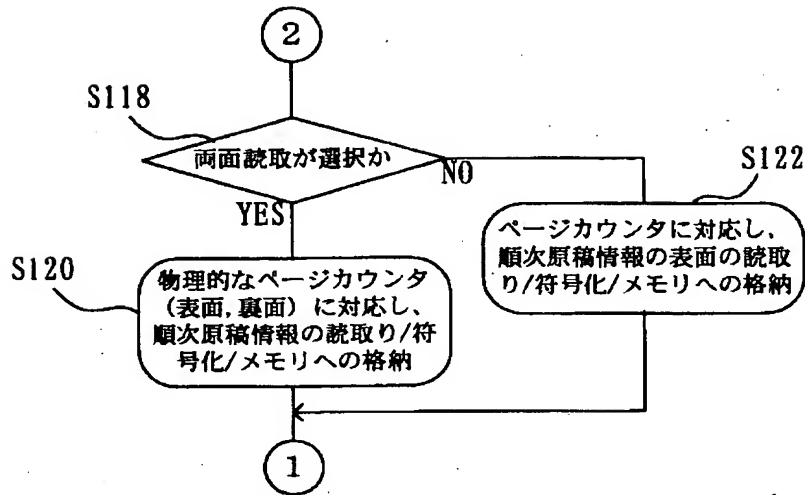 2
S118
両面読取が選択か
NO
YES
S122
ページカウンタに対応し、
順次原稿情報の表面の読取
り/符号化/メモリへの格納
S120
物理的なページカウンタ
(表面,裏面)に対応し、
順次原稿情報の読取り/符
号化/メモリへの格納
1